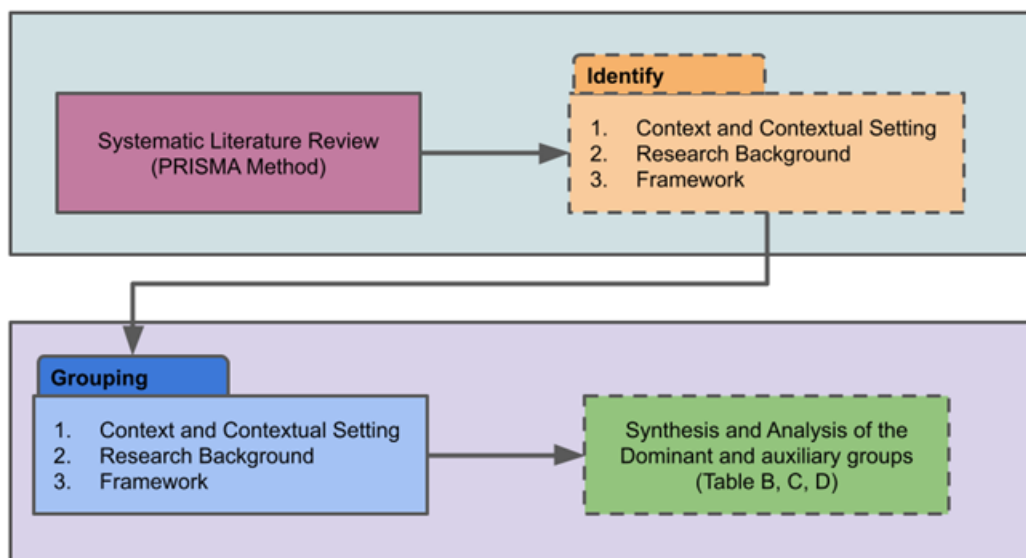 Identify
Systematic Literature Review
(PRISMA Method)
1. Context and Contextual Setting
2. Research Background
3. Framework
Grouping
1. Context and Contextual Setting
2. Research Background
3. Framework
Synthesis and Analysis of the
Dominant and auxiliary groups
(Table B, C, D)